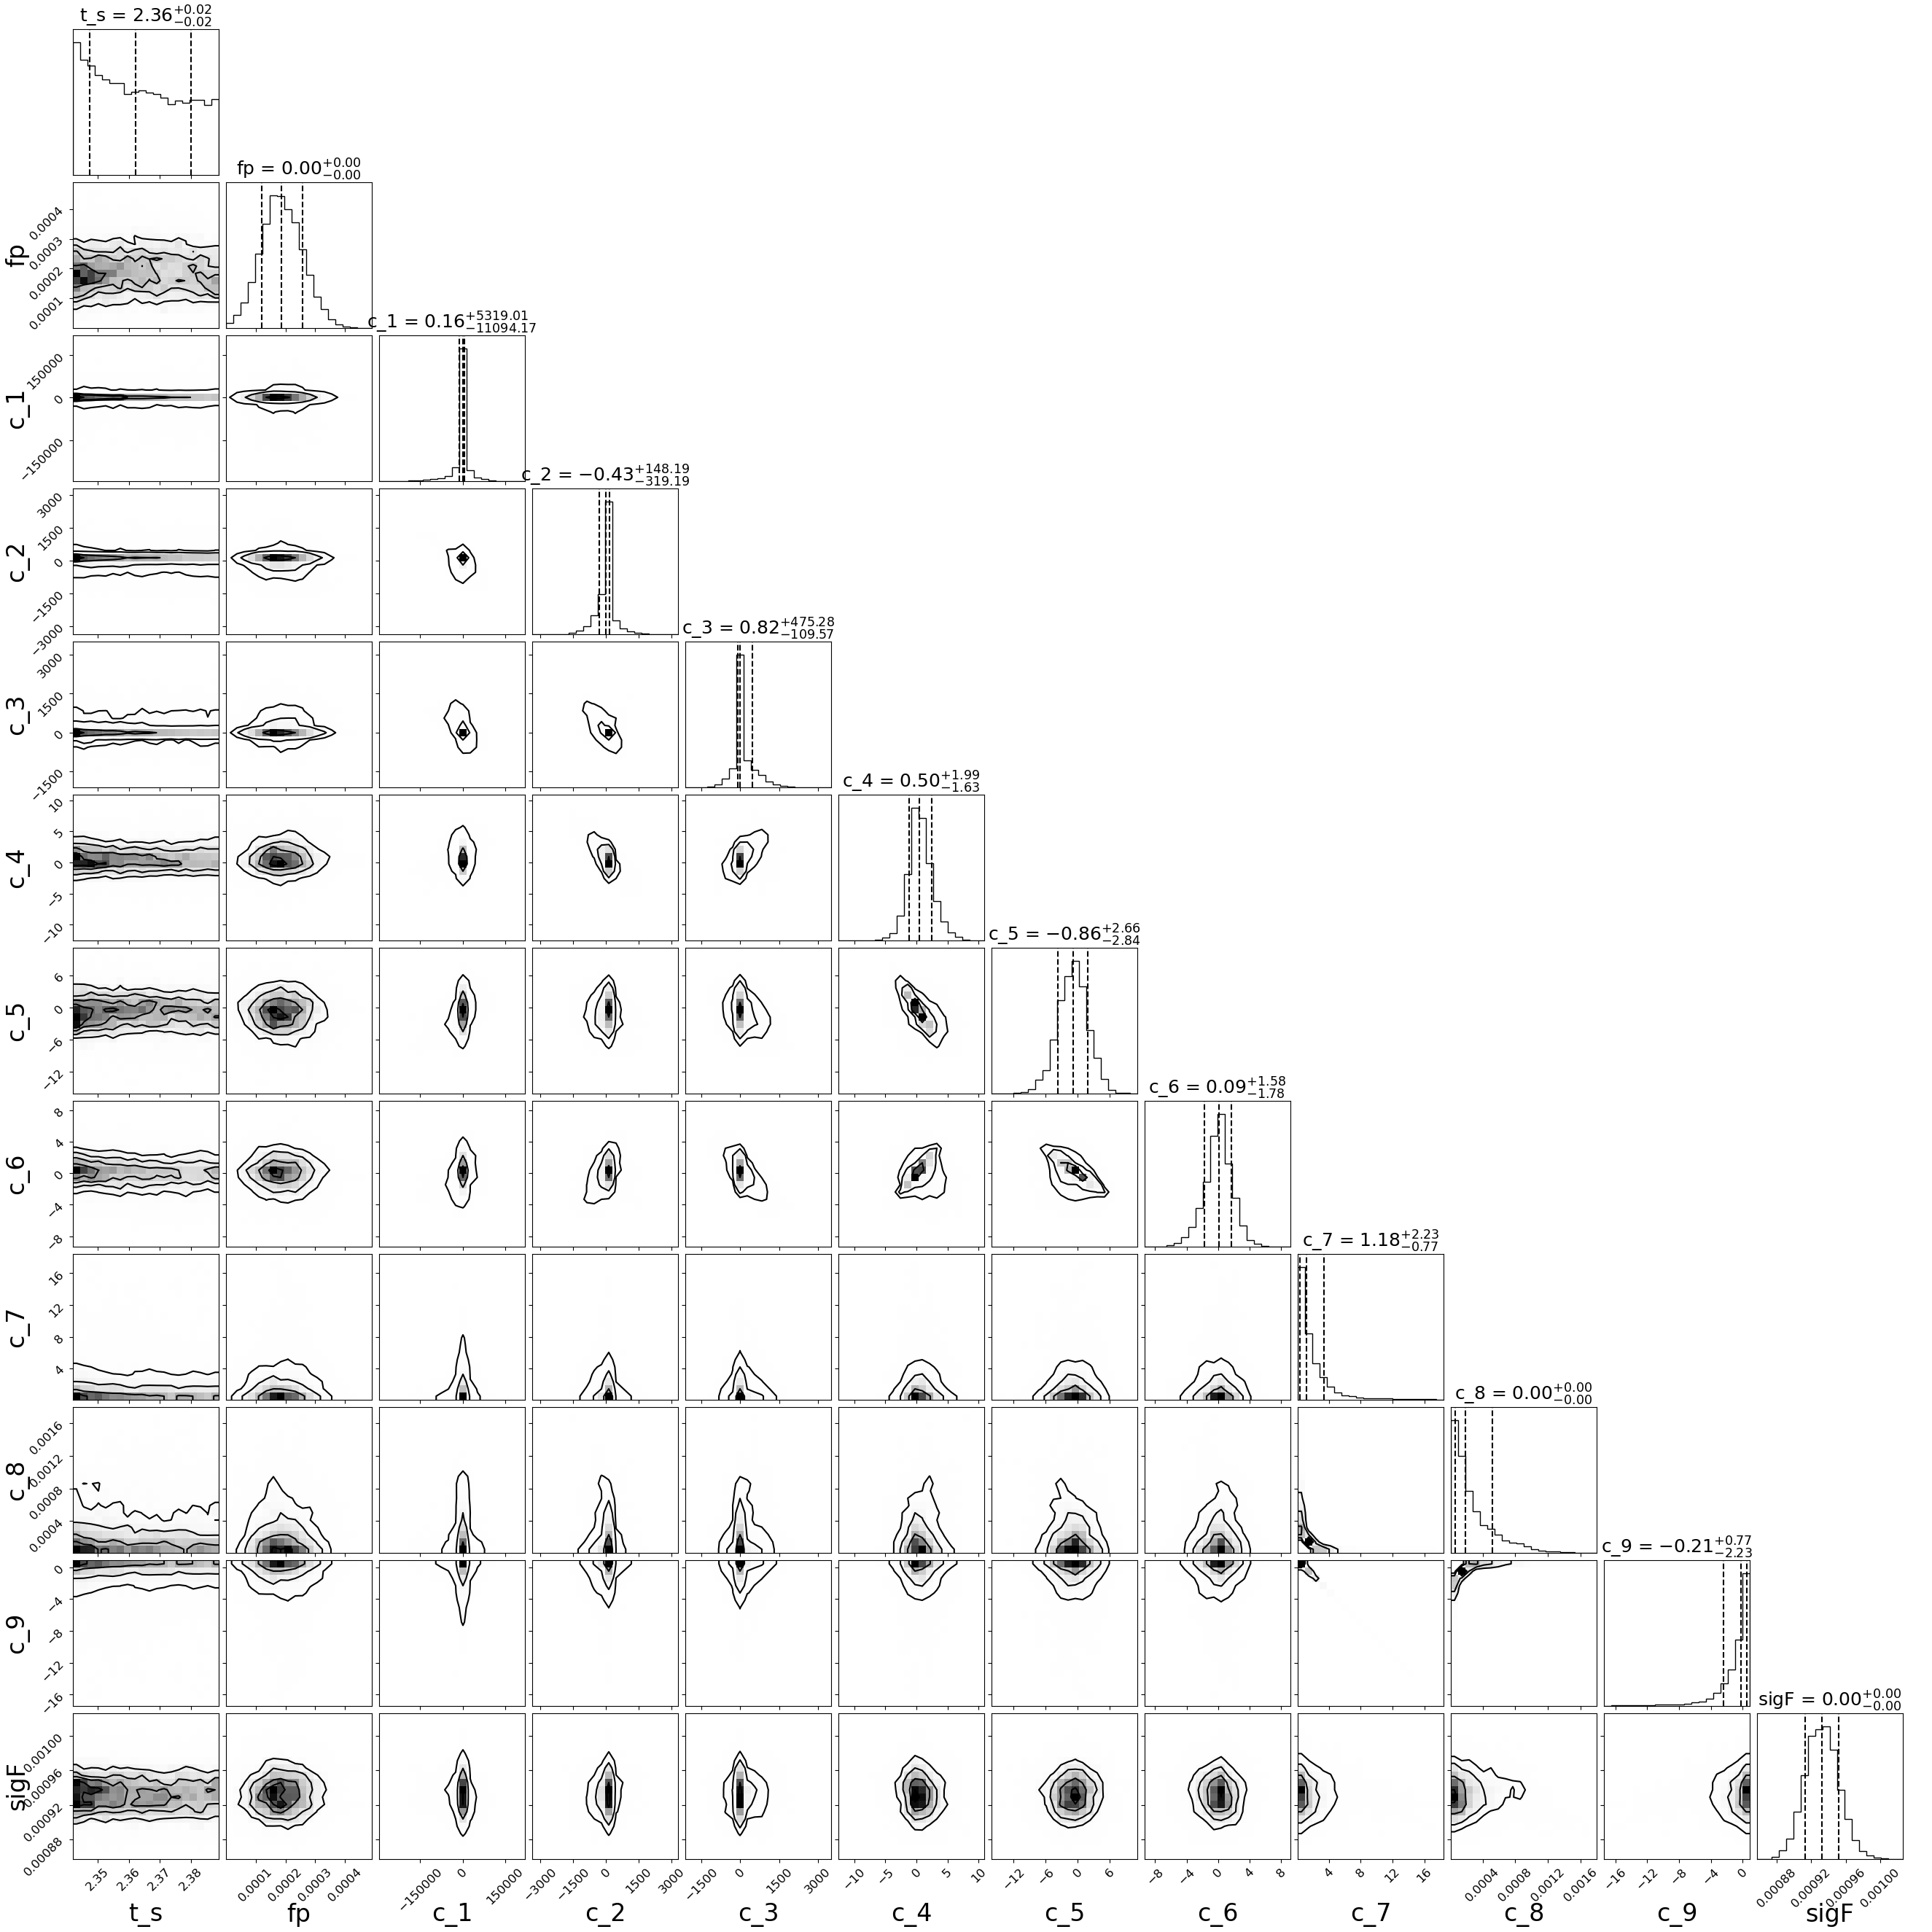 t_s = 2.36+0.02−0.02
fp = 0.00+0.00−0.00
fp
0.0004
0.0003
0.0002
0.0001
c_1 = 0.16+5319.01−11094.17
c_1
150000
0
−150000
c_2 = −0.43+148.19−319.19
c_2
3000
1500
0
−1500
−3000
c_3 = 0.82+475.28−109.57
c_3
3000
1500
0
−1500
c_4 = 0.50+1.99−1.63
c_4
10
5
0
−5
−10
c_5 = −0.86+2.66−2.84
c_5
6
0
−6
−12
c_6 = 0.09+1.58−1.78
c_6
8
4
0
−4
−8
c_7 = 1.18+2.23−0.77
c_7
16
12
8
4
c_8 = 0.00+0.00−0.00
c_8
0.0016
0.0012
0.0008
0.0004
c_9 = −0.21+0.77−2.23
c_9
0
−4
−8
−12
−16
sigF = 0.00+0.00−0.00
sigF
0.00100
0.00096
0.00092
0.00088
2.35 2.36 2.37 2.38
0.0001 0.0002 0.0003 0.0004
−150000 0 150000
−3000 −1500 0 1500 3000
−1500 0 1500 3000
−10 −5 0 5 10
−12 −6 0 6
−8 −4 0 4 8
4 8 12 16
0.0004 0.0008 0.0012 0.0016
−16 −12 −8 −4 0
0.00088 0.00092 0.00096 0.00100
t_s fp c_1 c_2 c_3 c_4 c_5 c_6 c_7 c_8 c_9 sigF